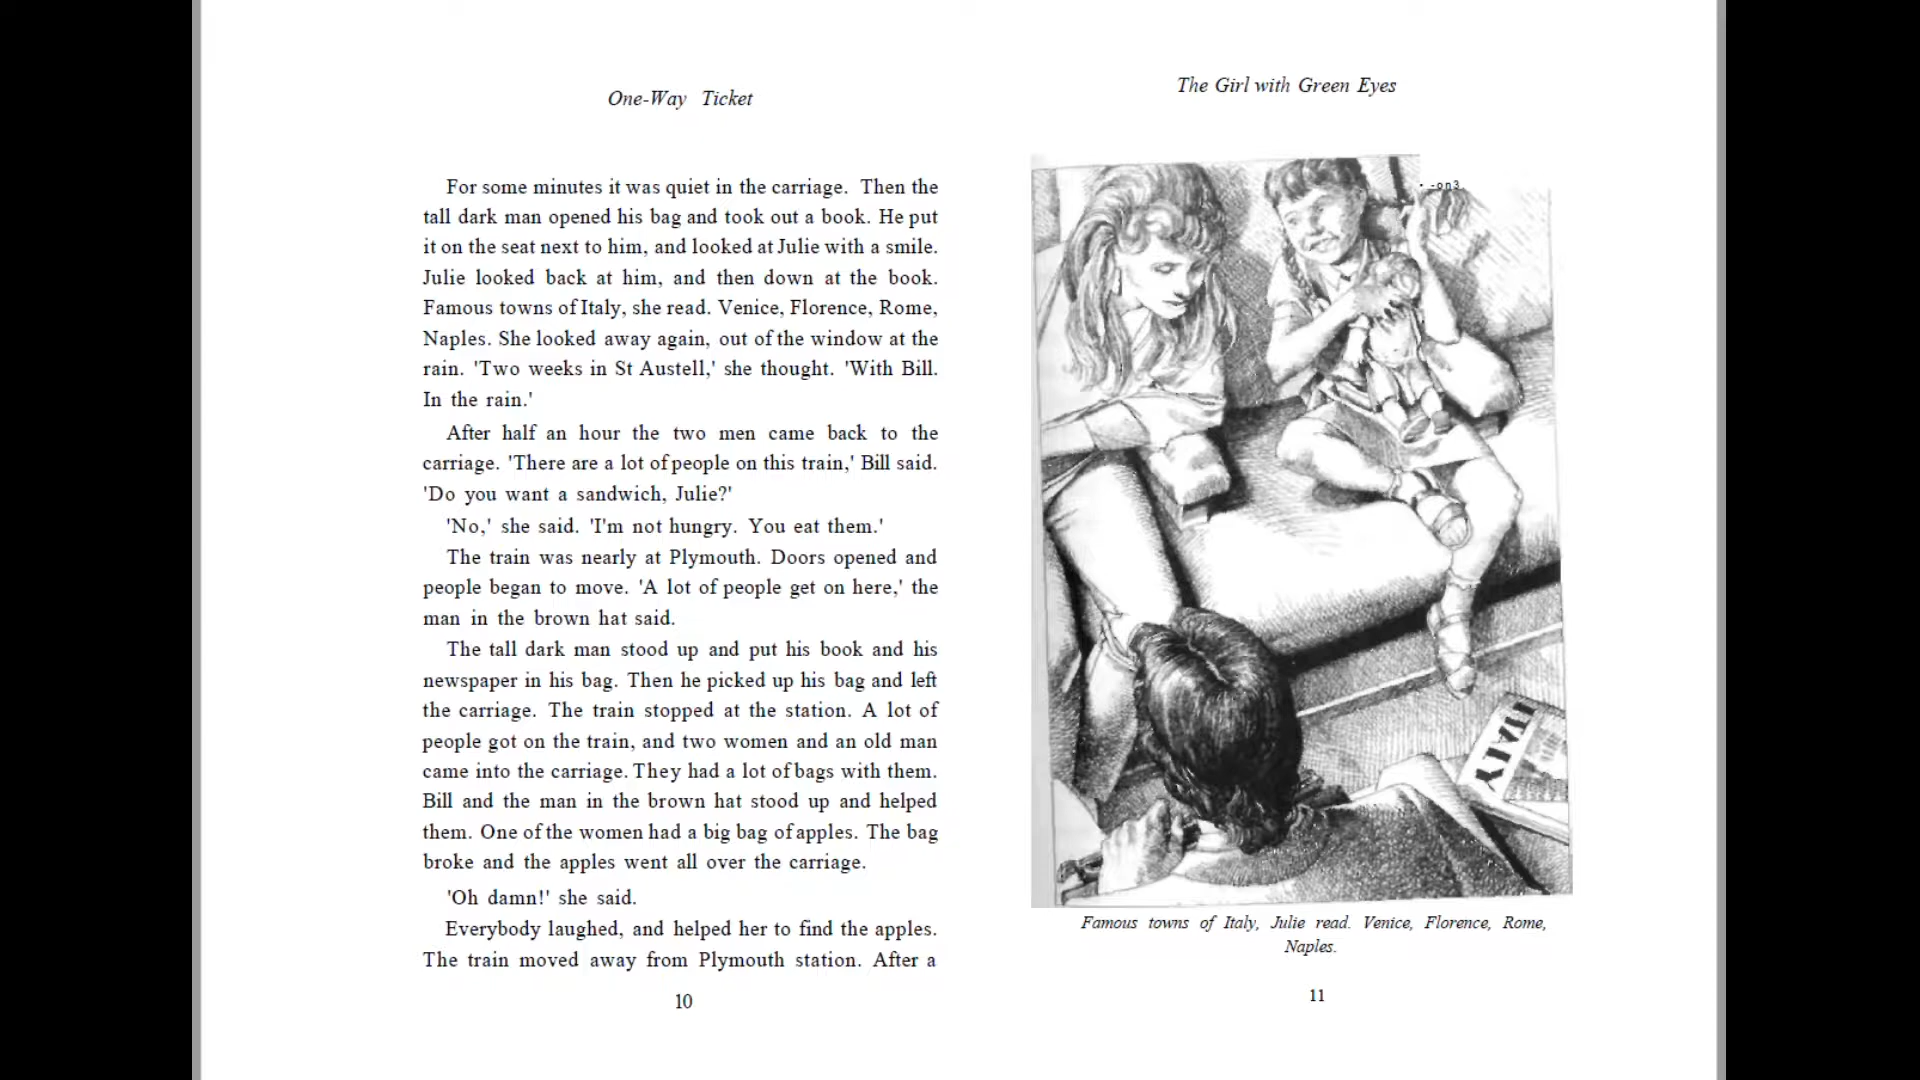 One-Way Ticket
For some minutes it was quiet in the carriage. Then the
tall dark man opened his bag and took out a book. He put
it on the seat next to him, and looked at Julie with a smile.
Julie looked back at him, and then down at the book.
Famous towns of Italy, she read. Venice, Florence, Rome,
Naples. She looked away again, out of the window at the
rain. 'Two weeks in St Austell,' she thought. 'With Bill.
In the rain.'
After half an hour the two men came back to the
carriage. 'There are a lot of people on this train,' Bill said.
'Do you want a sandwich, Julie?'
'No,' she said. 'I'm not hungry. You eat them.'
The train was nearly at Plymouth. Doors opened and
people began to move. 'A lot of people get on here,' the
man in the brown hat said.
The tall dark man stood up and put his book and his
newspaper in his bag. Then he picked up his bag and left
the carriage. The train stopped at the station. A lot of
people got on the train, and two women and an old man
came into the carriage. They had a lot of bags with them.
Bill and the man in the brown hat stood up and helped
them. One of the women had a big bag of apples. The bag
broke and the apples went all over the carriage.
'Oh damn!' she said.
Everybody laughed, and helped her to find the apples.
The train moved away from Plymouth station. After a
10
The Girl with Green Eyes
• -on3
ITALY
Famous towns of Italy, Julie read. Venice, Florence, Rome,
Naples.
11